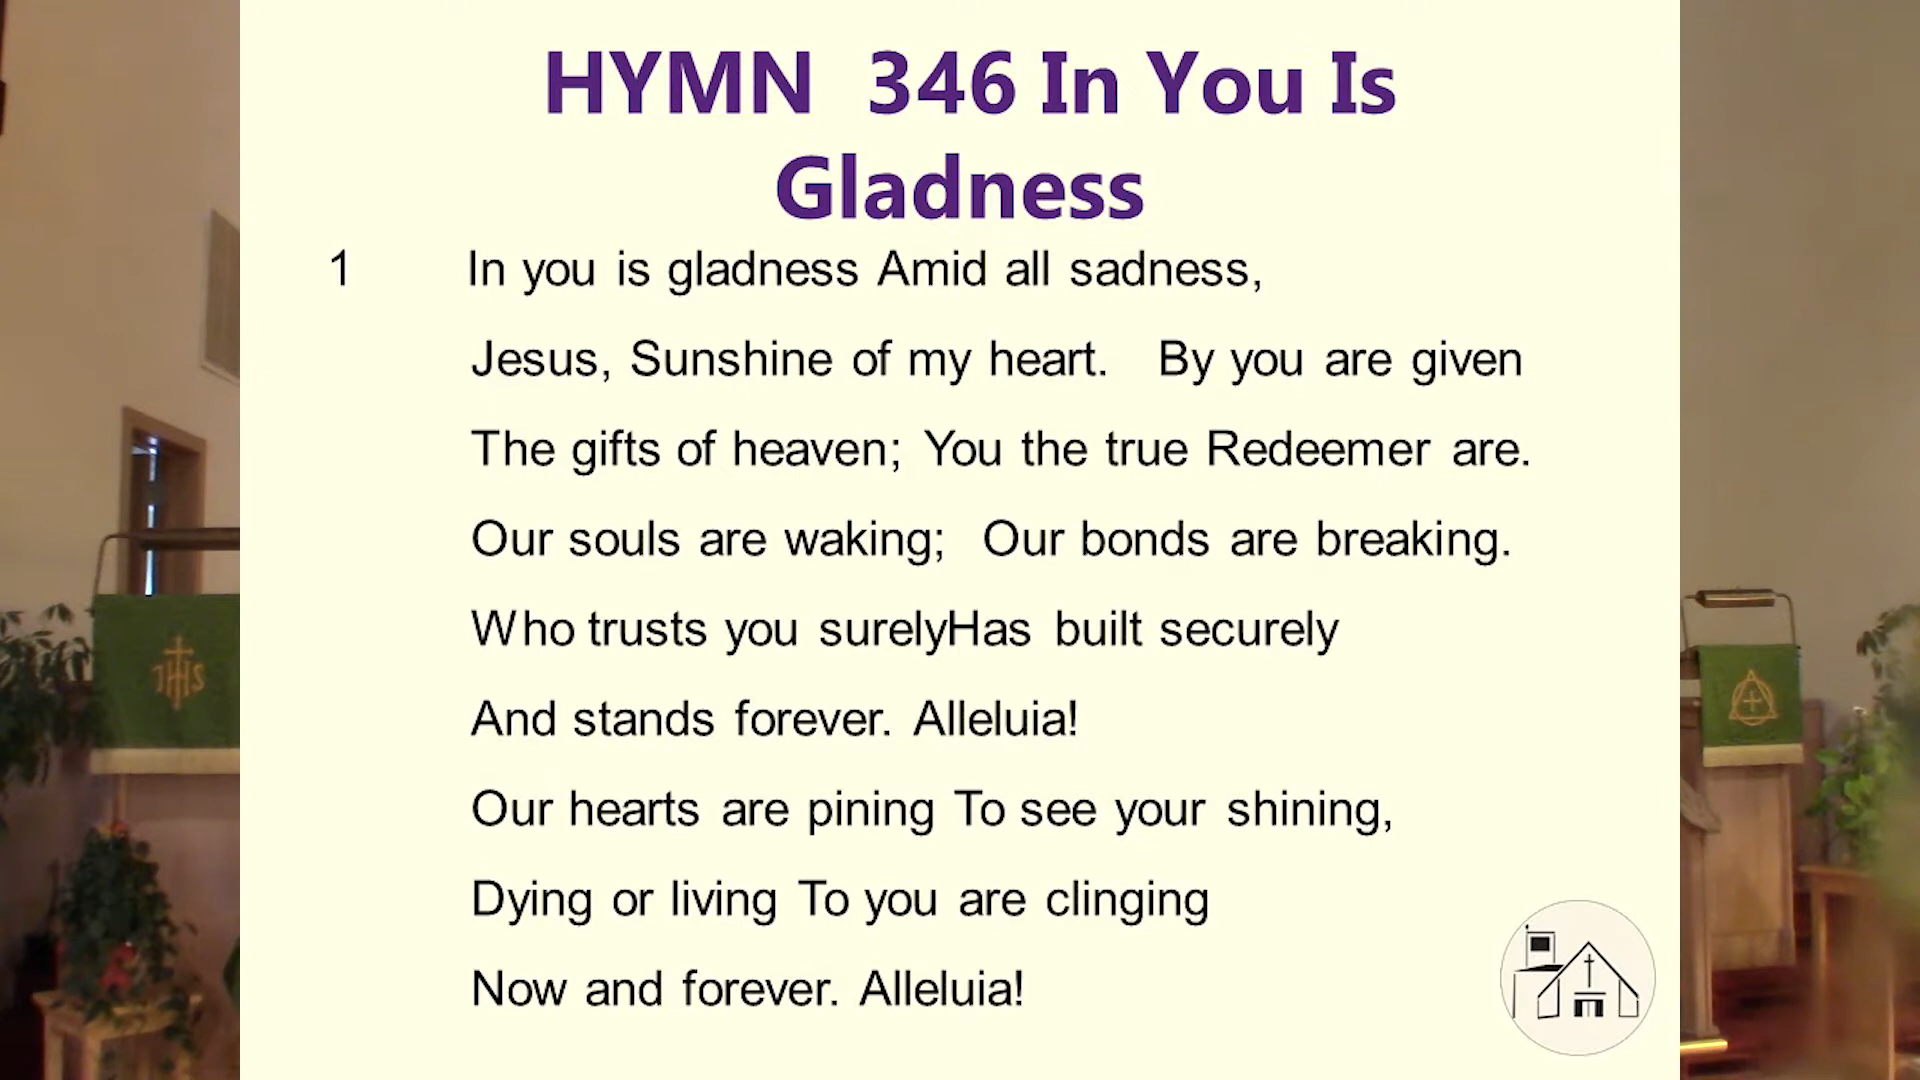 HYMN 346 In You Is
Gladness
1 In you is gladness Amid all sadness,
Jesus, Sunshine of my heart. By you are given
The gifts of heaven; You the true Redeemer are.
Our souls are waking; Our bonds are breaking.
Who trusts you surelyHas built securely
And stands forever. Alleluia!
Our hearts are pining To see your shining,
Dying or living To you are clinging
Now and forever. Alleluia!
IHS